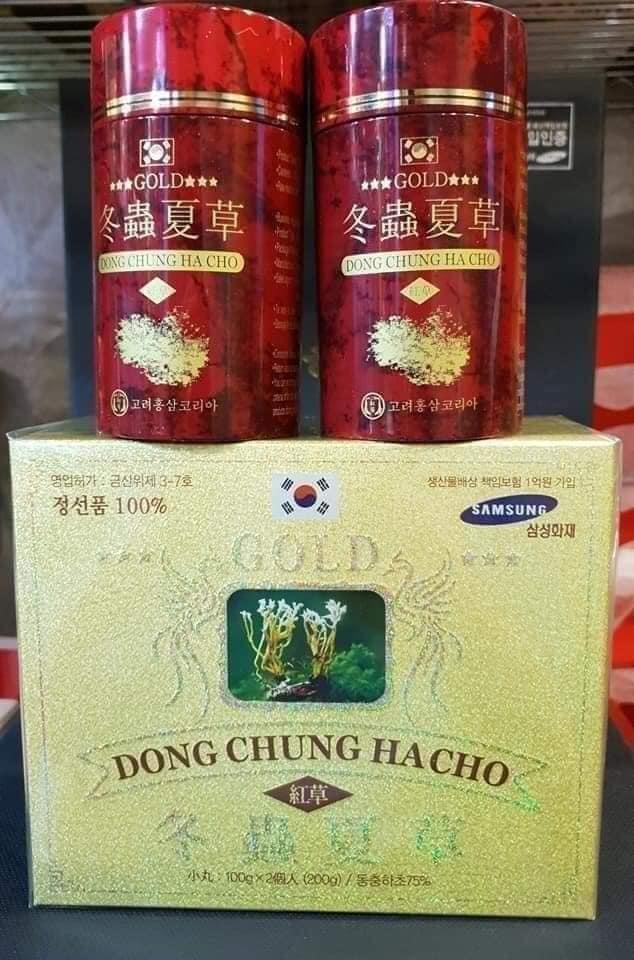 GOLD
冬蟲夏草
DONG CHUNG HA CHO
고려홍삼코리아
GOLD
冬蟲夏草
DONG CHUNG HA CHO
고려홍삼코리아
영업허가 : 금산위제 3-7호
정선품 100%
생산물배상 책임보험 1억원 가입
SAMSUNG
삼성화재
GOLD
DONG CHUNG HA CHO
紅草
冬蟲夏草
小丸 : 100g×2個入 (200g) / 동충하초75%